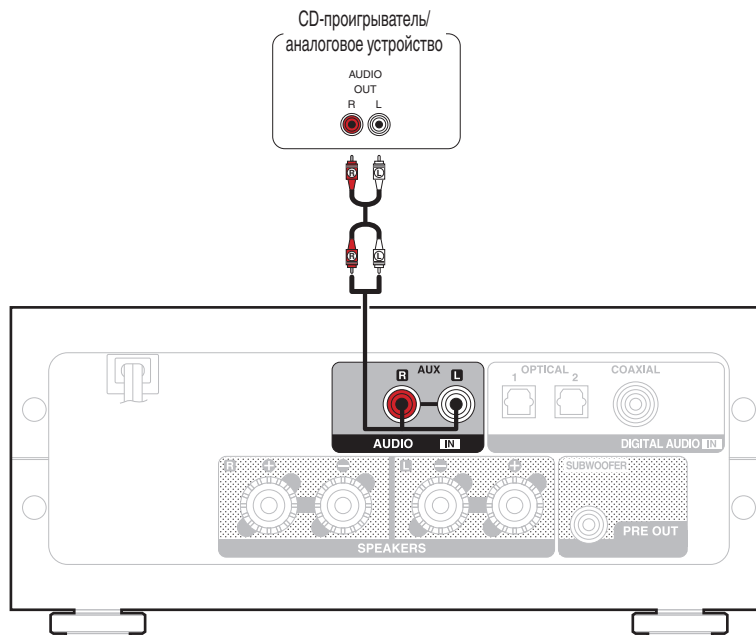 CD-проигрыватель/
аналоговое устройство
AUDIO
OUT
R L
R L
R L
R AUX L
AUDIO IN
1 OPTICAL 2 COAXIAL
DIGITAL AUDIO IN
R + − L − +
SPEAKERS
SUBWOOFER
PRE OUT